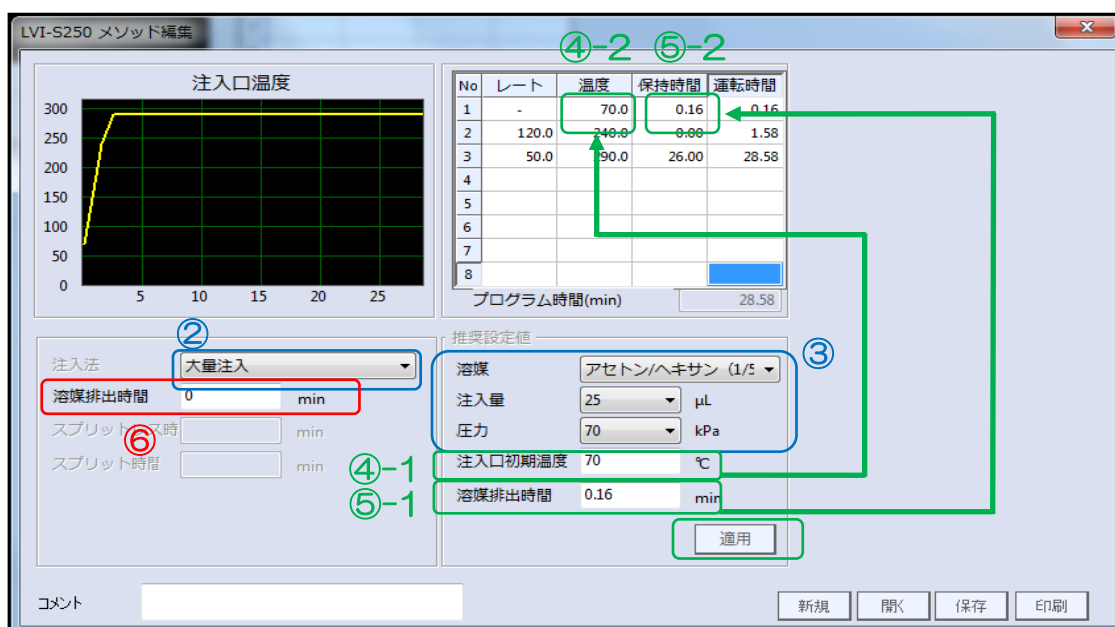 LVI-S250 メソッド編集
④-2 ⑤-2
注入口温度
300
250
200
150
100
50
0
5 10 15 20 25
No レート 温度 保持時間 運転時間
1 - 70.0 0.16 0.16
2 120.0 240.0 0.00 1.58
3 50.0 290.0 26.00 28.58
4
5
6
7
8
プログラム時間(min) 28.58
②
注入法 大量注入
溶媒排出時間 0 min
⑥
スプリットレス時 min
スプリット時間 min
推奨設定値
③
溶媒 アセトン/ヘキサン (1/5
注入量 25 μL
圧力 70 kPa
④-1 注入口初期温度 70 ℃
⑤-1 溶媒排出時間 0.16 min
適用
コメント
新規 開く 保存 印刷